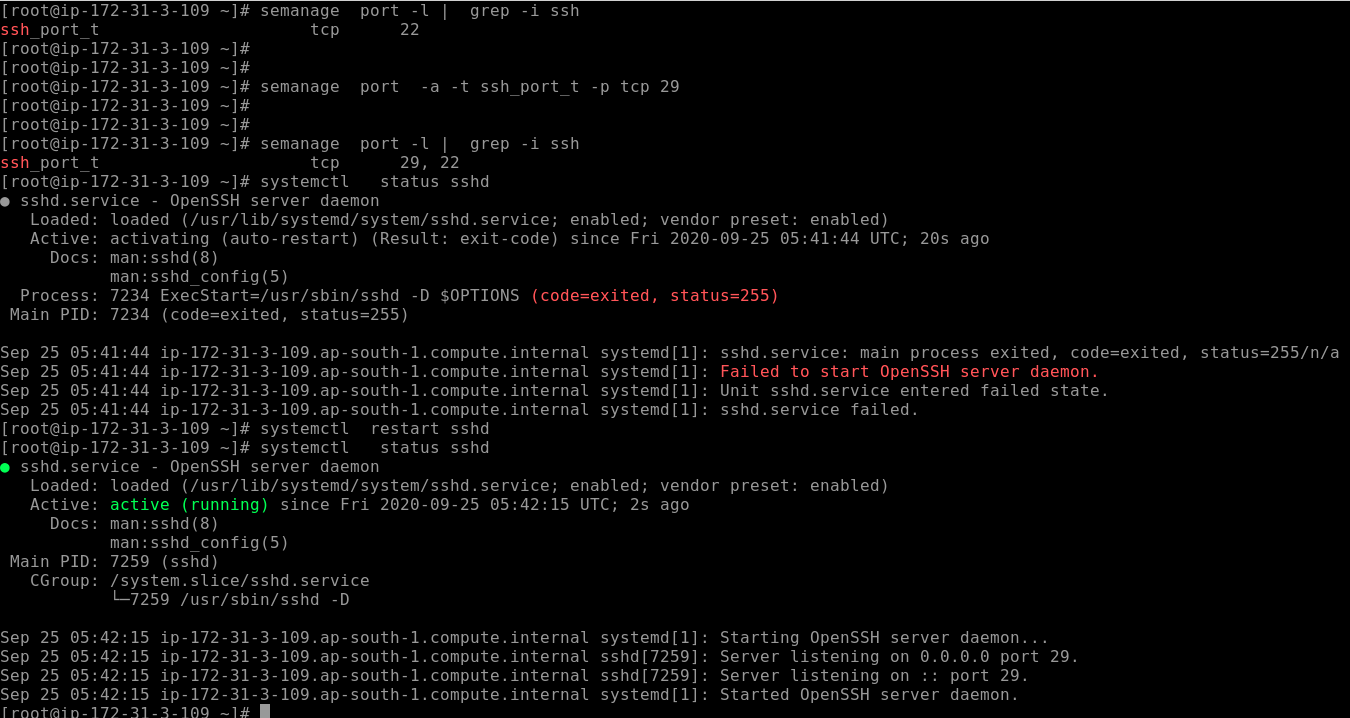 [root@ip-172-31-3-109 ~]# semanage  port -l |  grep -i ssh
ssh_port_t                     tcp      22
[root@ip-172-31-3-109 ~]#
[root@ip-172-31-3-109 ~]#
[root@ip-172-31-3-109 ~]# semanage  port  -a -t ssh_port_t -p tcp 29
[root@ip-172-31-3-109 ~]#
[root@ip-172-31-3-109 ~]#
[root@ip-172-31-3-109 ~]# semanage  port -l |  grep -i ssh
ssh_port_t                     tcp      29, 22
[root@ip-172-31-3-109 ~]# systemctl   status sshd
● sshd.service - OpenSSH server daemon
   Loaded: loaded (/usr/lib/systemd/system/sshd.service; enabled; vendor preset: enabled)
   Active: activating (auto-restart) (Result: exit-code) since Fri 2020-09-25 05:41:44 UTC; 20s ago
     Docs: man:sshd(8)
           man:sshd_config(5)
  Process: 7234 ExecStart=/usr/sbin/sshd -D $OPTIONS (code=exited, status=255)
 Main PID: 7234 (code=exited, status=255)

Sep 25 05:41:44 ip-172-31-3-109.ap-south-1.compute.internal systemd[1]: sshd.service: main process exited, code=exited, status=255/n/a
Sep 25 05:41:44 ip-172-31-3-109.ap-south-1.compute.internal systemd[1]: Failed to start OpenSSH server daemon.
Sep 25 05:41:44 ip-172-31-3-109.ap-south-1.compute.internal systemd[1]: Unit sshd.service entered failed state.
Sep 25 05:41:44 ip-172-31-3-109.ap-south-1.compute.internal systemd[1]: sshd.service failed.
[root@ip-172-31-3-109 ~]# systemctl  restart sshd
[root@ip-172-31-3-109 ~]# systemctl   status sshd
● sshd.service - OpenSSH server daemon
   Loaded: loaded (/usr/lib/systemd/system/sshd.service; enabled; vendor preset: enabled)
   Active: active (running) since Fri 2020-09-25 05:42:15 UTC; 2s ago
     Docs: man:sshd(8)
           man:sshd_config(5)
 Main PID: 7259 (sshd)
   CGroup: /system.slice/sshd.service
           └─7259 /usr/sbin/sshd -D

Sep 25 05:42:15 ip-172-31-3-109.ap-south-1.compute.internal systemd[1]: Starting OpenSSH server daemon...
Sep 25 05:42:15 ip-172-31-3-109.ap-south-1.compute.internal sshd[7259]: Server listening on 0.0.0.0 port 29.
Sep 25 05:42:15 ip-172-31-3-109.ap-south-1.compute.internal sshd[7259]: Server listening on :: port 29.
Sep 25 05:42:15 ip-172-31-3-109.ap-south-1.compute.internal systemd[1]: Started OpenSSH server daemon.
[root@ip-172-31-3-109 ~]#